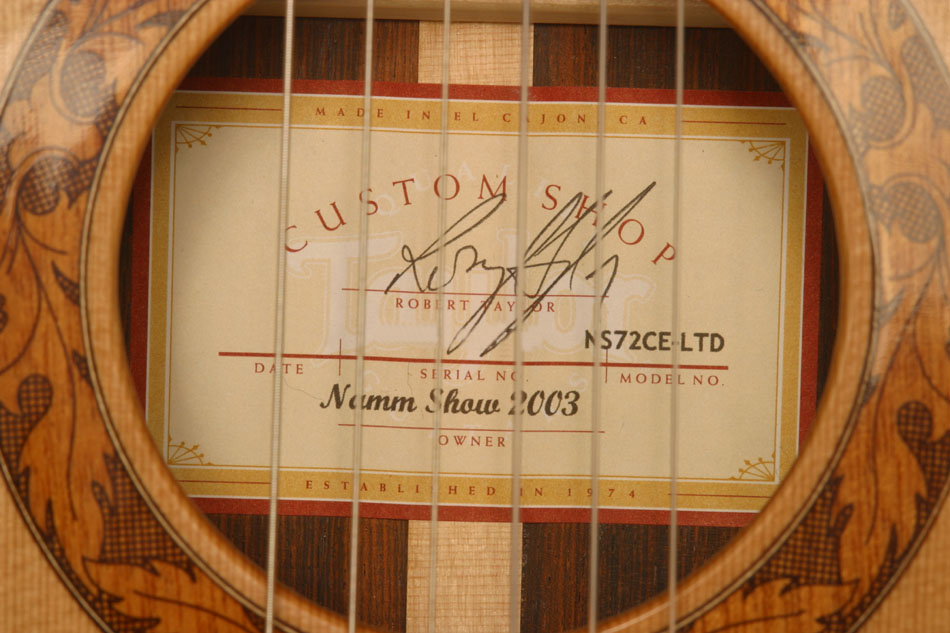 MADE IN EL CAJON CA
CUSTOM SHOP
Taylor
ROBERT TAYLOR
NS72CE-LTD
DATE SERIAL NO. MODEL NO.
Namm Show 2003
OWNER
ESTABLISHED IN 1974